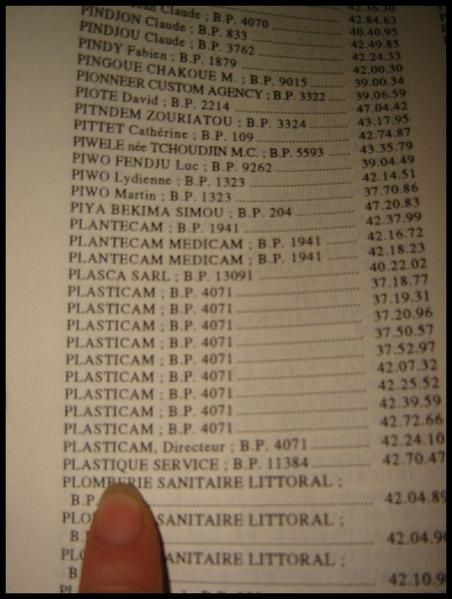 42.36.30
42.84.63
Claude ; B.P. 4070 40.40.95
PINDJON Claude ; B.P. 833 42.49.85
PINDJOU Claude ; B.P. 3762 42.24.33
PINDY Fabien ; B.P. 1879 42.00.30
PINGOUE CHAKOUE M. ; B.P. 9015 39.00.34
PIONNEER CUSTOM AGENCY ; B.P. 3322 39.06.59
PIOTE David ; B.P. 2214 47.04.42
PITNDEM ZOURIATOU ; B.P. 3324 43.17.95
PITTET Cathérine ; B.P. 109 42.74.87
PIWELE née TCHOUDJIN M.C. ; B.P. 5593 43.35.79
PIWO FENDJU Luc ; B.P. 9262 39.04.49
PIWO Lydienne ; B.P. 1323 42.14.51
PIWO Martin ; B.P. 1323 37.70.86
PIYA BEKIMA SIMOU ; B.P. 204 47.20.83
PLANTECAM ; B.P. 1941 42.37.99
PLANTECAM MEDICAM ; B.P. 1941 42.16.72
PLANTECAM MEDICAM ; B.P. 1941 42.18.23
PLASCA SARL ; B.P. 13091 40.22.02
PLASTICAM ; B.P. 4071 37.18.77
PLASTICAM ; B.P. 4071 37.19.31
PLASTICAM ; B.P. 4071 37.20.96
PLASTICAM ; B.P. 4071 37.50.57
PLASTICAM ; B.P. 4071 37.52.97
PLASTICAM ; B.P. 4071 42.07.32
PLASTICAM ; B.P. 4071 42.25.52
PLASTICAM ; B.P. 4071 42.39.59
PLASTICAM ; B.P. 4071 42.72.66
PLASTICAM, Directeur ; B.P. 4071 42.24.10
PLASTIQUE SERVICE ; B.P. 11384 42.70.47
PLOMBERIE SANITAIRE LITTORAL ;
B.P. 42.04.89
SANITAIRE LITTORAL ;
42.04.9
SANITAIRE LITTORAL ;
42.10.9